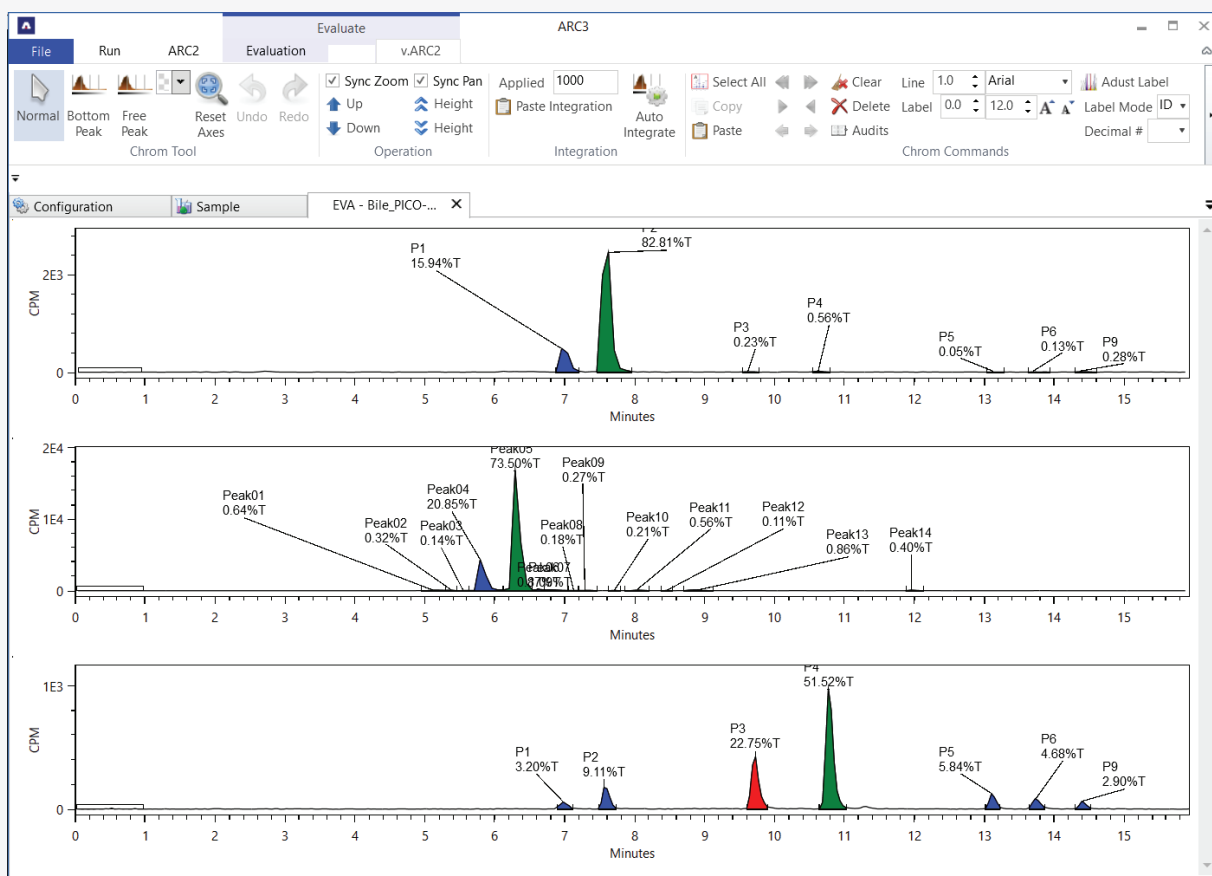 Evaluate
ARC3
File Run ARC2 Evaluation v.ARC2
Sync Zoom Sync Pan Applied 1000 Select All Clear Line 1.0 Arial Adust Label
Up Height Paste Integration Copy Delete Label 0.0 12.0 A A Label Mode ID
Normal Bottom Peak Free Peak Reset Axes Undo Redo Down Height Auto Integrate Paste Audits Decimal #
Chrom Tool Operation Integration Chrom Commands
Configuration Sample EVA - Bile_PICO-...
P2
82.81%T
P1
15.94%T
P4
0.56%T
P3
0.23%T
P5
0.05%T
P6
0.13%T
P9
0.28%T
2E3
0
CPM
0 1 2 3 4 5 6 7 8 9 10 11 12 13 14 15
Minutes
2E4
1E4
0
CPM
Peak05
73.50%T
Peak09
0.27%T
Peak04
20.85%T
Peak01
0.64%T
Peak02
0.32%T
Peak03
0.14%T
Peak08
0.18%T
Peak10
0.21%T
Peak11
0.56%T
Peak12
0.11%T
Peak13
0.86%T
Peak14
0.40%T
0 1 2 3 4 5 6 7 8 9 10 11 12 13 14 15
Minutes
1E3
0
CPM
P4
51.52%T
P3
22.75%T
P1
3.20%T
P2
9.11%T
P5
5.84%T
P6
4.68%T
P9
2.90%T
0 1 2 3 4 5 6 7 8 9 10 11 12 13 14 15
Minutes